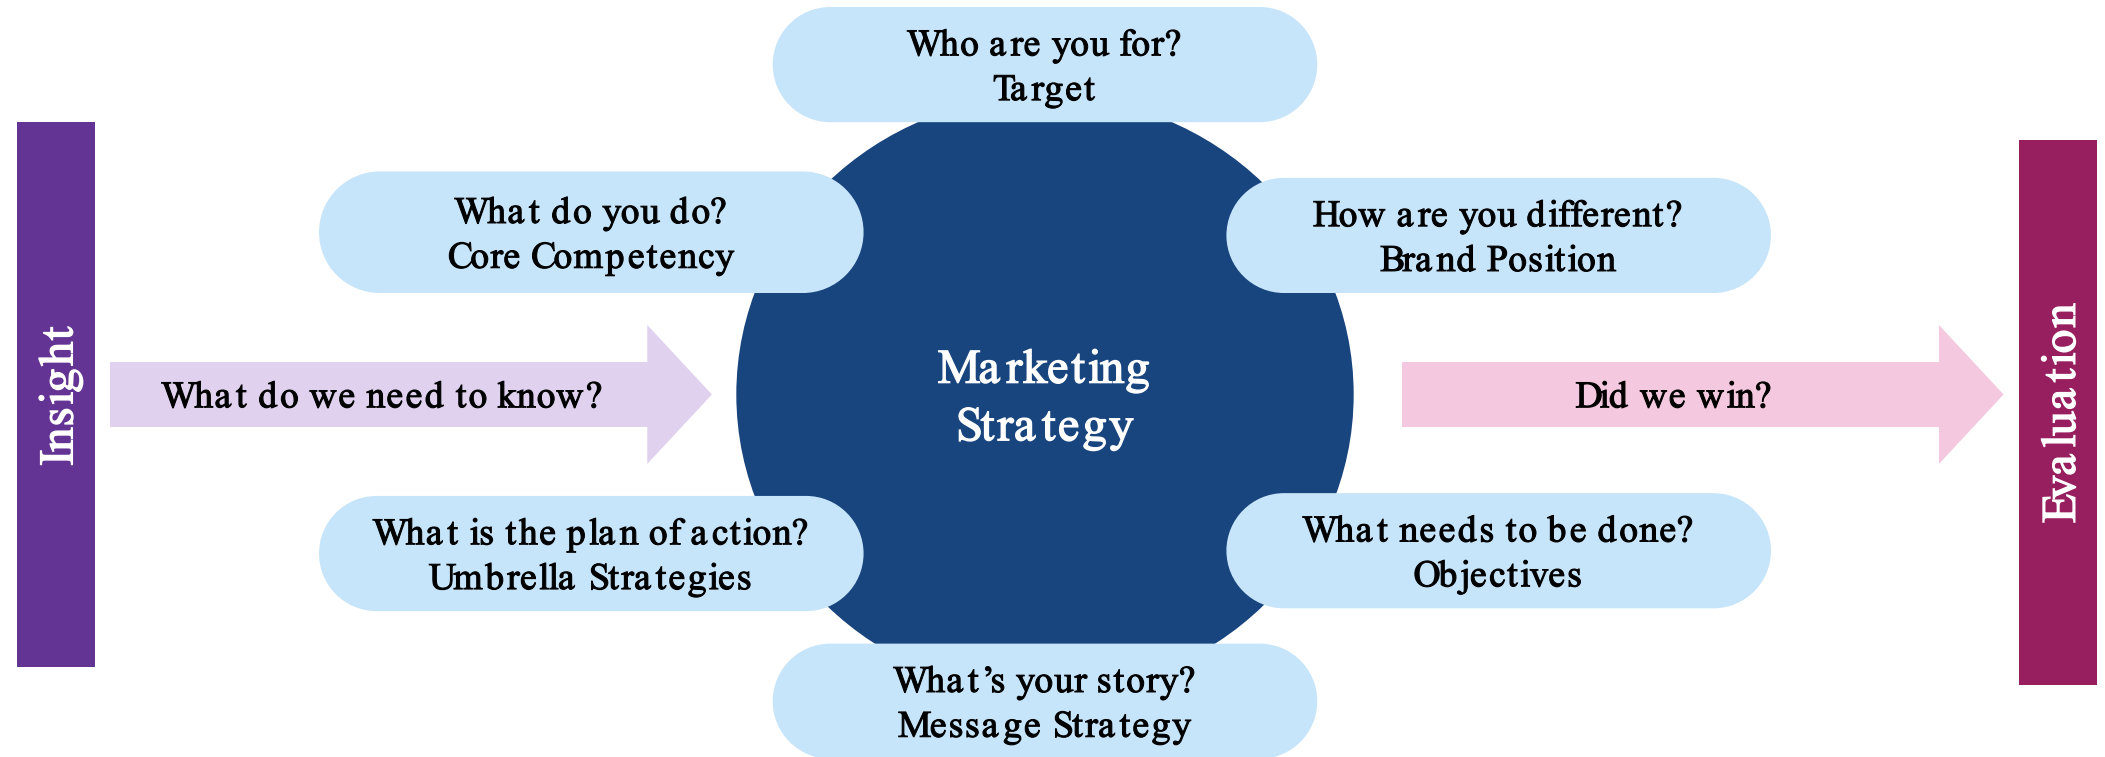 Who are you for?
Target
What do you do?
Core Competency
How are you different?
Brand Position
Insight
What do we need to know?
Marketing
Strategy
Did we win?
Evaluation
What is the plan of action?
Umbrella Strategies
What needs to be done?
Objectives
What’s your story?
Message Strategy